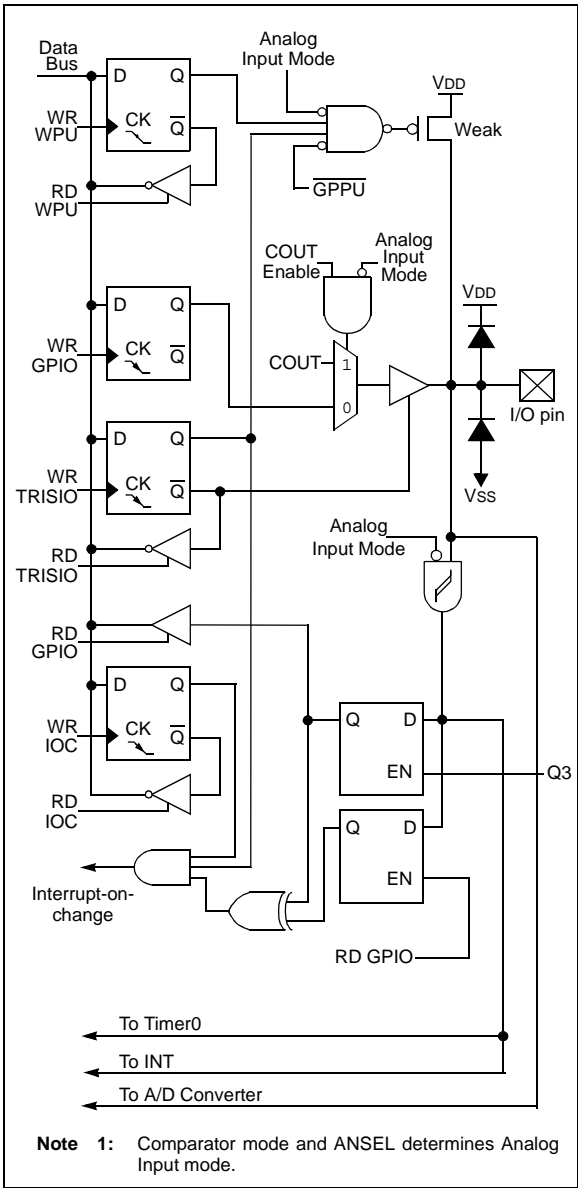 Data
Bus
D
Q
WR
WPU
CK
Q
RD
WPU
Analog
Input Mode
GPPU
VDD
Weak
D
Q
WR
GPIO
CK
Q
COUT
Enable
Analog
Input
Mode
COUT
1
0
VDD
I/O pin
VSS
D
Q
WR
TRISIO
CK
Q
RD
TRISIO
Analog
Input Mode
RD
GPIO
D
Q
WR
IOC
CK
Q
RD
IOC
Q
D
EN
Q3
Q
D
EN
RD GPIO
Interrupt-on-
change
To Timer0
To INT
To A/D Converter
Note 1: Comparator mode and ANSEL determines Analog
Input mode.